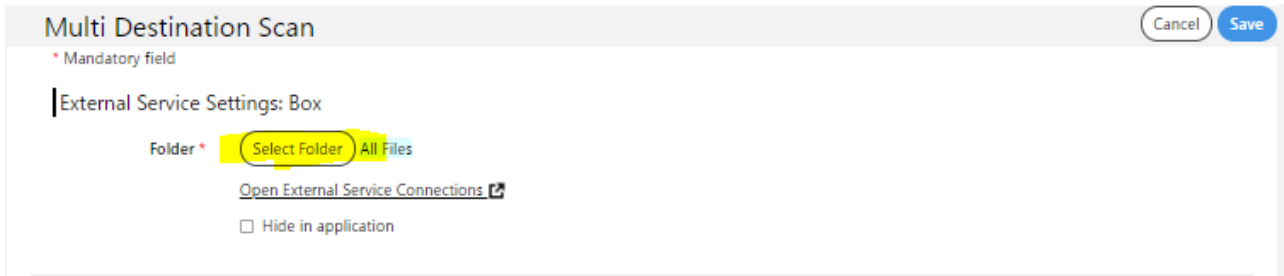 Multi Destination Scan Cancel Save
* Mandatory field
External Service Settings: Box
Folder * Select Folder All Files
Open External Service Connections
Hide in application